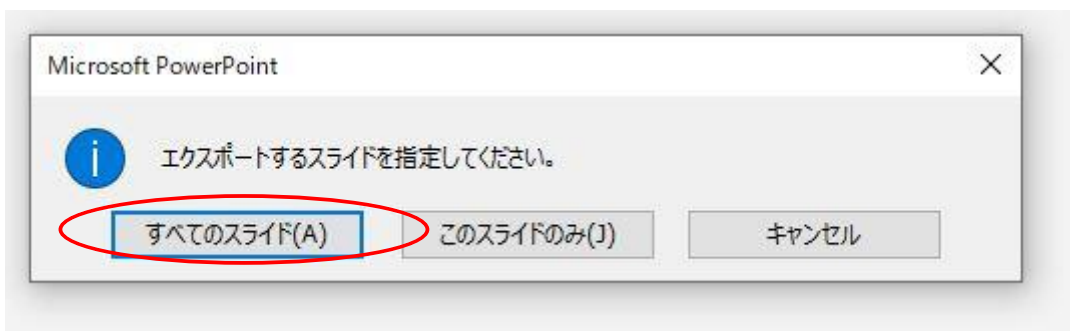 Microsoft PowerPoint
エクスポートするスライドを指定してください。
すべてのスライド(A) このスライドのみ(J) キャンセル